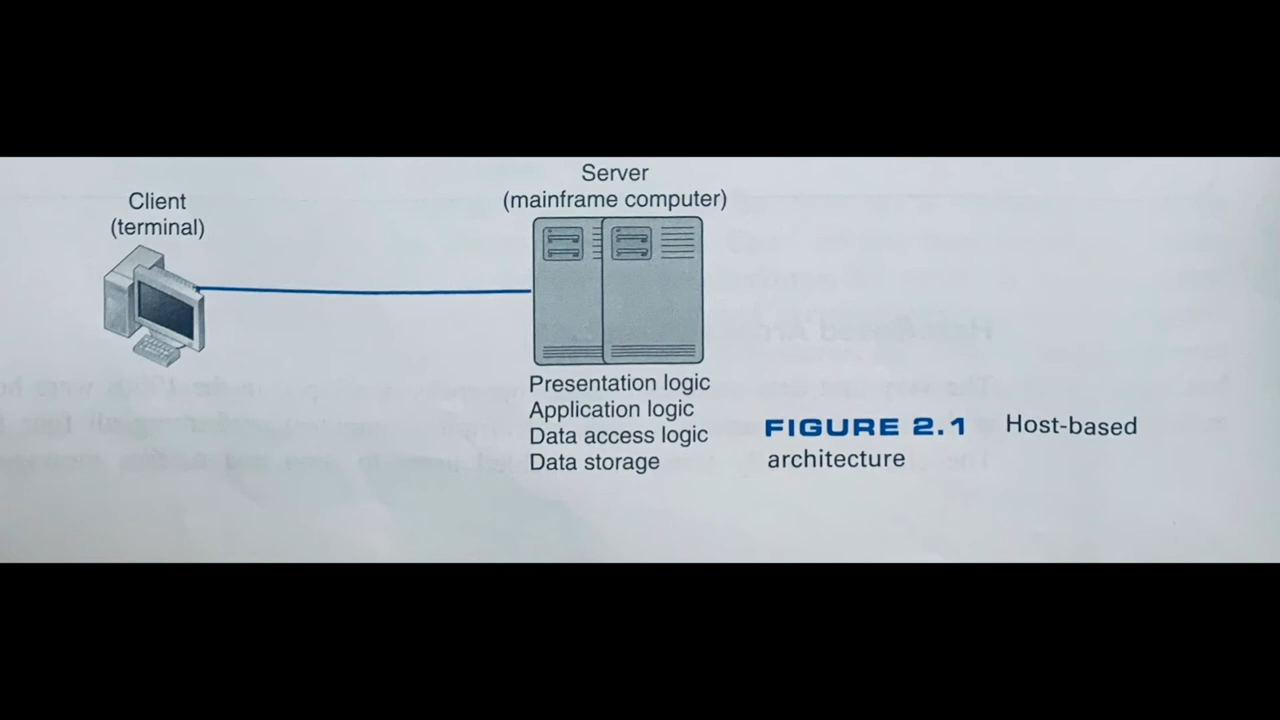 Client
(terminal)
Server
(mainframe computer)
Presentation logic
Application logic
Data access logic
Data storage
FIGURE 2.1 Host-based
architecture